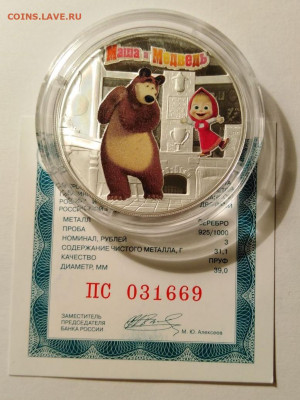 COINS.LAVE.RU
Маша и Медведь
МЕТАЛЛ СЕРЕБРО
ПРОБА 925/1000
НОМИНАЛ, РУБЛЕЙ 3
СОДЕРЖАНИЕ ЧИСТОГО МЕТАЛЛА, Г 31,1
КАЧЕСТВО ПРУФ
ДИАМЕТР, ММ 39,0
ПС 031669
ЗАМЕСТИТЕЛЬ
ПРЕДСЕДАТЕЛЯ
БАНКА РОССИИ
М. Ю. Алексеев